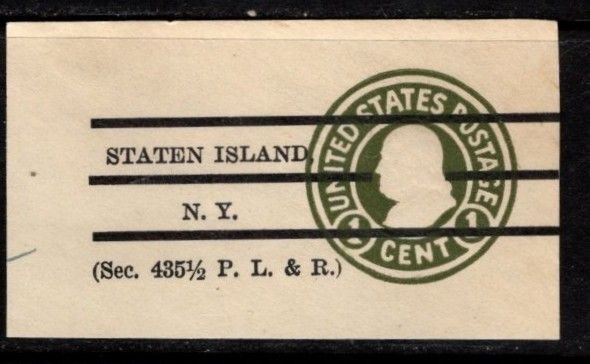 STATEN ISLAND,
N. Y.
(Sec. 435½ P. L. & R.)
UNITED STATES POSTAGE
1 CENT 1